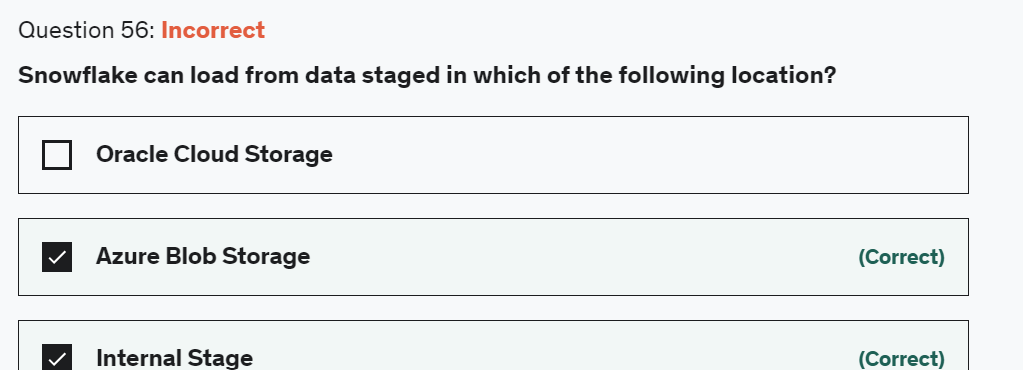 Question 56: Incorrect
Snowflake can load from data staged in which of the following location?
Oracle Cloud Storage
Azure Blob Storage (Correct)
Internal Stage (Correct)